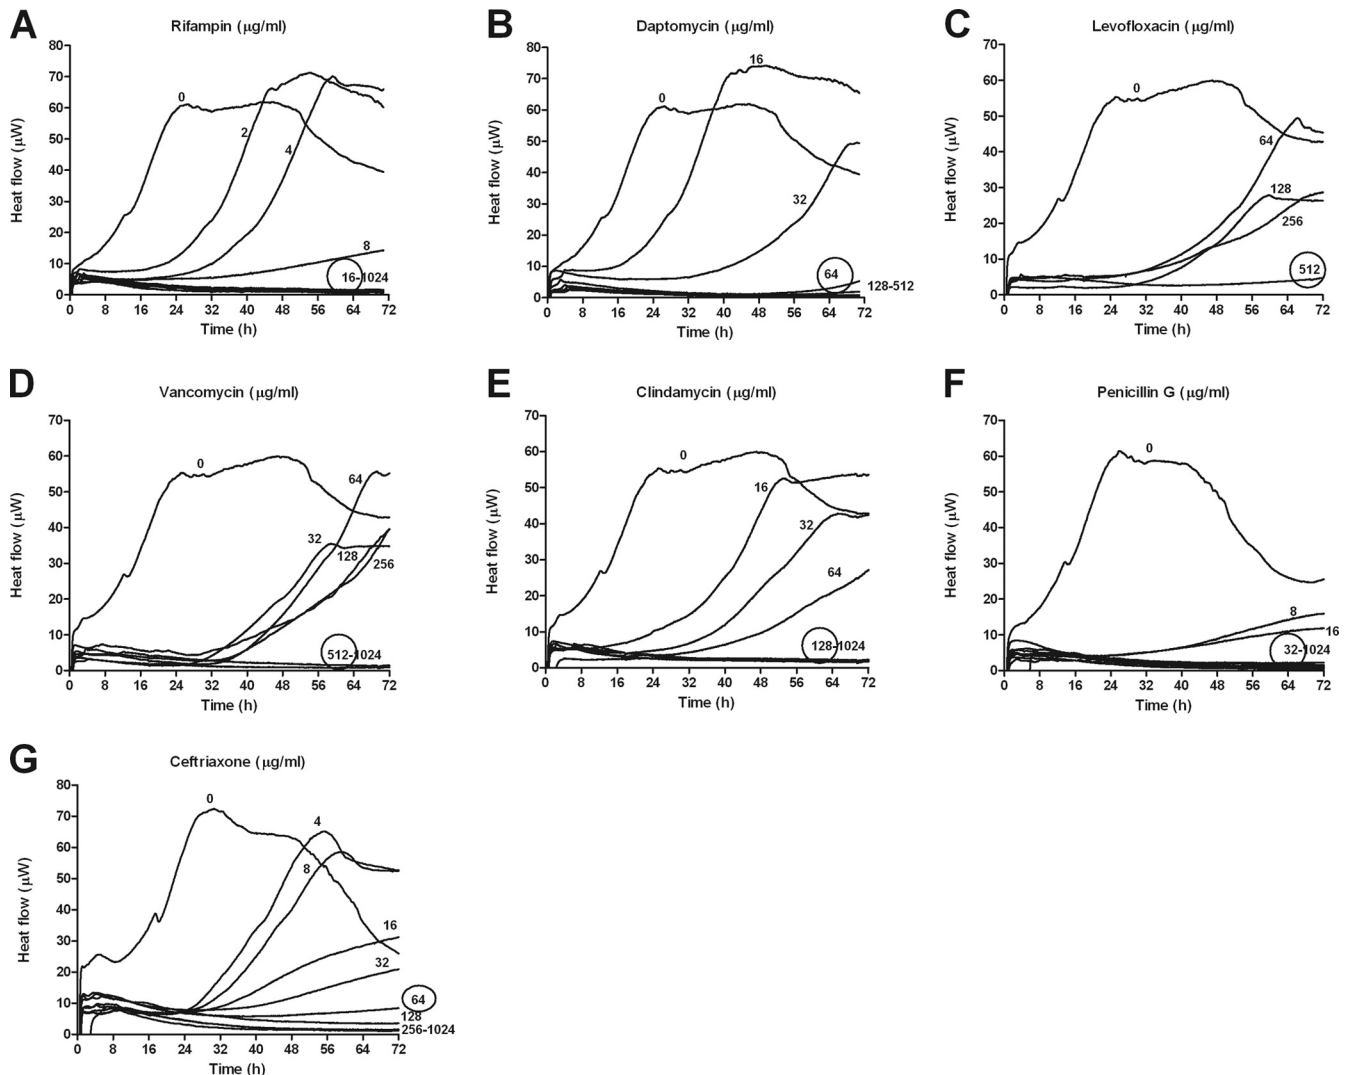 A
Rifampin (μg/ml)
Heat flow (μW)
80
70
60
50
40
30
20
10
0
0
2
4
8
16-1024
0 8 16 24 32 40 48 56 64 72
Time (h)
B
Daptomycin (μg/ml)
Heat flow (μW)
80
70
60
50
40
30
20
10
0
0
16
32
64
128-512
0 8 16 24 32 40 48 56 64 72
Time (h)
C
Levofloxacin (μg/ml)
Heat flow (μW)
70
60
50
40
30
20
10
0
0
64
128
256
512
0 8 16 24 32 40 48 56 64 72
Time (h)
D
Vancomycin (μg/ml)
Heat flow (μW)
70
60
50
40
30
20
10
0
0
64
32
128
256
512-1024
0 8 16 24 32 40 48 56 64 72
Time (h)
E
Clindamycin (μg/ml)
Heat flow (μW)
70
60
50
40
30
20
10
0
0
16
32
64
128-1024
0 8 16 24 32 40 48 56 64 72
Time (h)
F
Penicillin G (μg/ml)
Heat flow (μW)
70
60
50
40
30
20
10
0
0
8
16
32-1024
0 8 16 24 32 40 48 56 64 72
Time (h)
G
Ceftriaxone (μg/ml)
Heat flow (μW)
80
70
60
50
40
30
20
10
0
0
4
8
16
32
64
128
256-1024
0 8 16 24 32 40 48 56 64 72
Time (h)